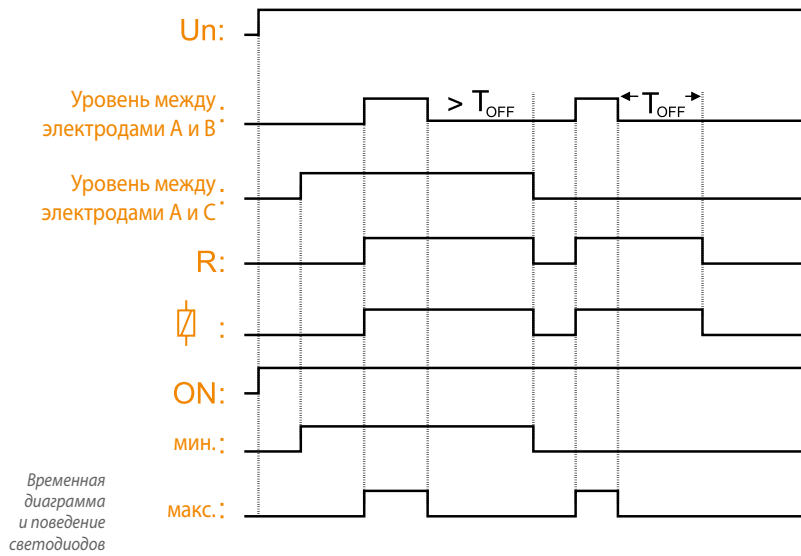 Un:
Уровень между :
электродами А и В :
> TOFF
TOFF
Уровень между :
электродами А и С :
R:
:
ON:
мин. :
макс. :
Временная
диаграмма
и поведение
светодиодов